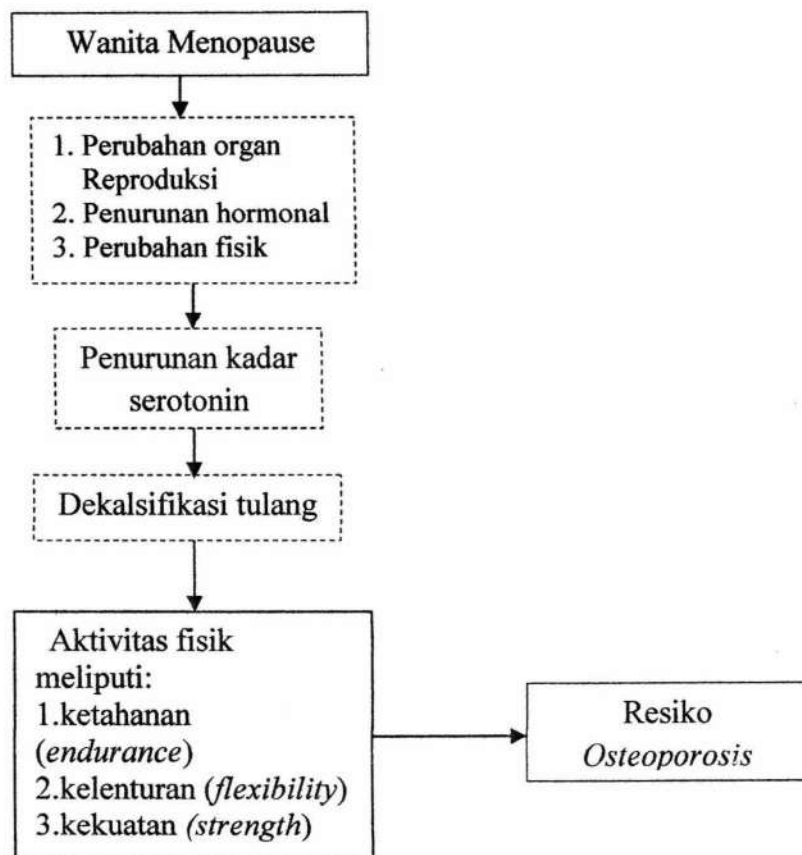 Wanita Menopause
1. Perubahan organ
Reproduksi
2. Penurunan hormonal
3. Perubahan fisik
Penurunan kadar
serotonin
Dekalsifikasi tulang
Aktivitas fisik
meliputi:
1.ketahanan
(endurance)
2.kelenturan (flexibility)
3.kekuatan (strength)
Resiko
Osteoporosis